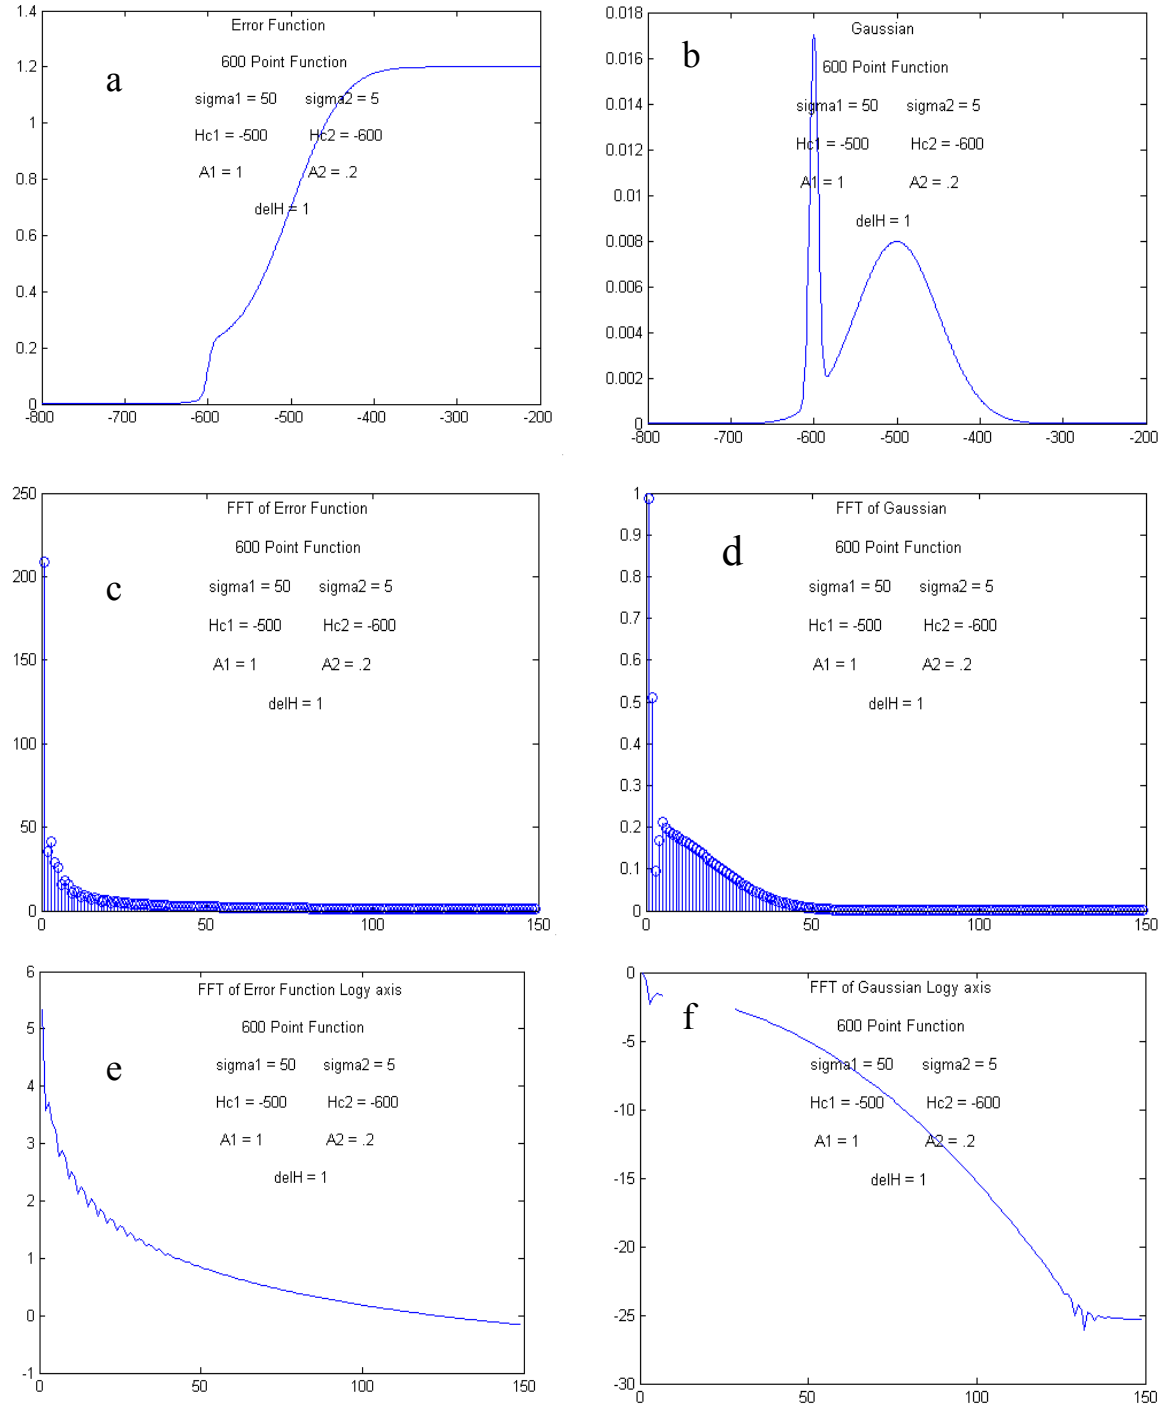 a
Error Function
600 Point Function
sigma1 = 50 sigma2 = 5
Hc1 = -500 Hc2 = -600
A1 = 1 A2 = .2
delH = 1
1.4
1.2
1
0.8
0.6
0.4
0.2
0
-800 -700 -600 -500 -400 -300 -200
b
Gaussian
600 Point Function
sigma1 = 50 sigma2 = 5
Hc1 = -500 Hc2 = -600
A1 = 1 A2 = .2
delH = 1
0.018
0.016
0.014
0.012
0.01
0.008
0.006
0.004
0.002
0
-800 -700 -600 -500 -400 -300 -200
c
FFT of Error Function
600 Point Function
sigma1 = 50 sigma2 = 5
Hc1 = -500 Hc2 = -600
A1 = 1 A2 = .2
delH = 1
250
200
150
100
50
0
0 50 100 150
d
FFT of Gaussian
600 Point Function
sigma1 = 50 sigma2 = 5
Hc1 = -500 Hc2 = -600
A1 = 1 A2 = .2
delH = 1
1
0.9
0.8
0.7
0.6
0.5
0.4
0.3
0.2
0.1
0
0 50 100 150
e
FFT of Error Function Logy axis
600 Point Function
sigma1 = 50 sigma2 = 5
Hc1 = -500 Hc2 = -600
A1 = 1 A2 = .2
delH = 1
6
5
4
3
2
1
0
-1
0 50 100 150
f
FFT of Gaussian Logy axis
600 Point Function
sigma1 = 50 sigma2 = 5
Hc1 = -500 Hc2 = -600
A1 = 1 A2 = .2
delH = 1
0
-5
-10
-15
-20
-25
-30
0 50 100 150